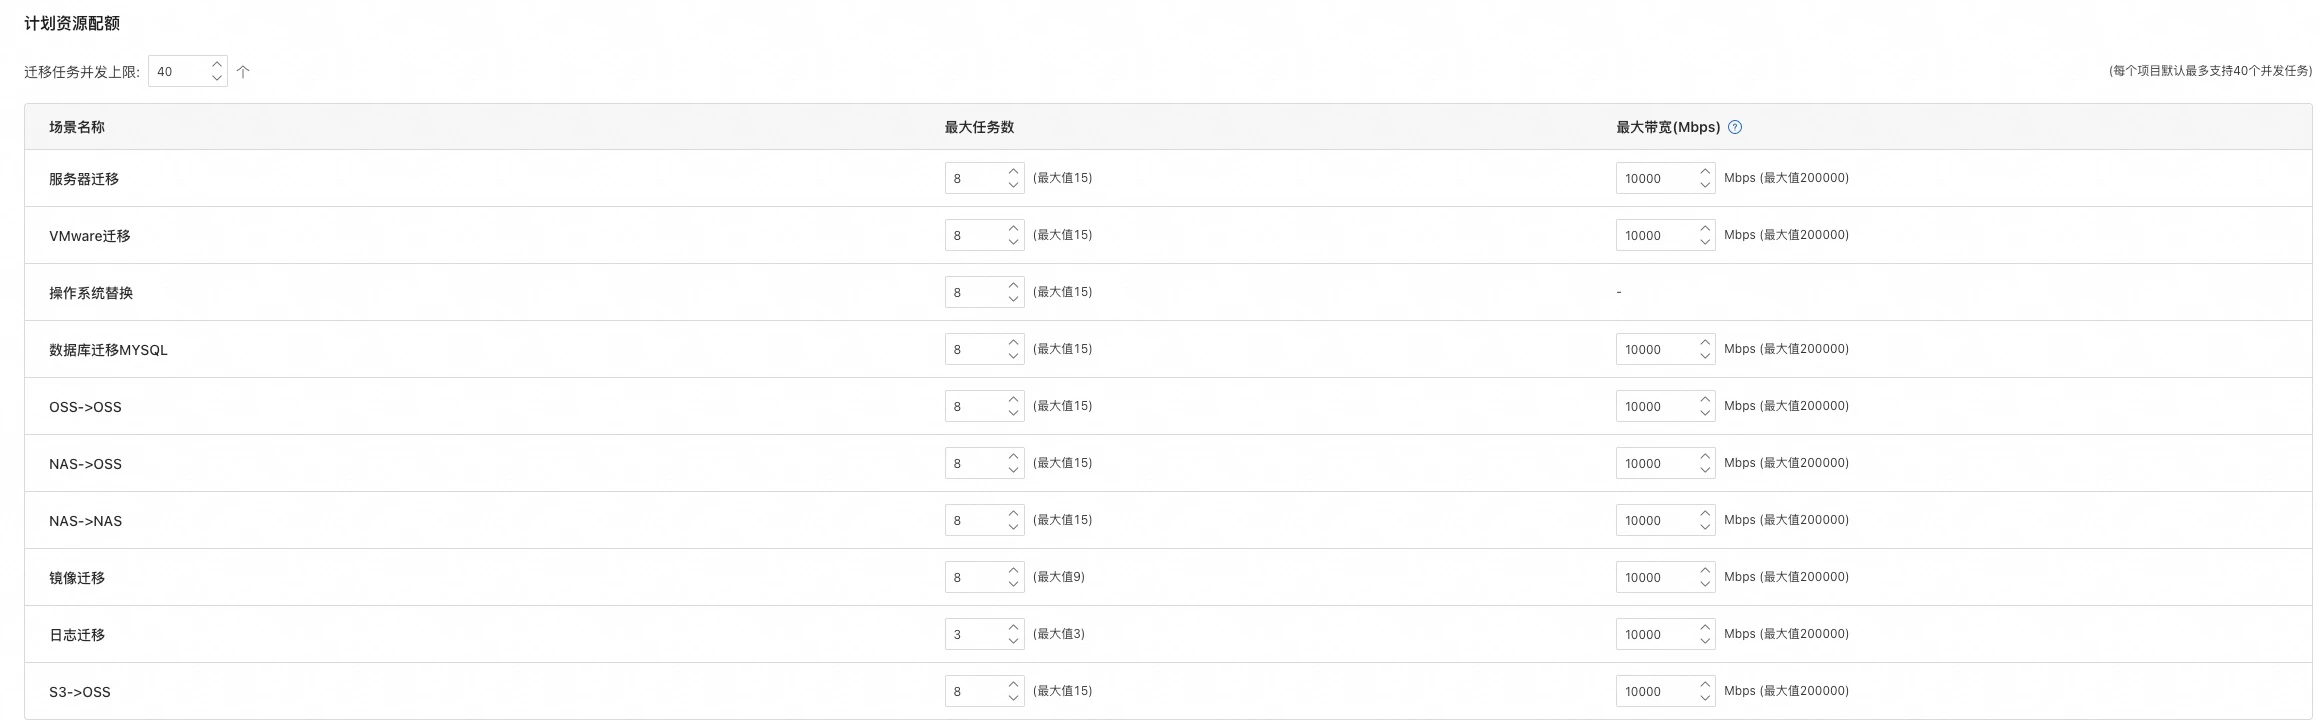 计划资源配额
迁移任务并发上限: 40 个 (每个项目默认最多支持40个并发任务)
场景名称 最大任务数 最大带宽(Mbps) ?
服务器迁移 8 (最大值15) 10000 Mbps (最大值200000)
VMware迁移 8 (最大值15) 10000 Mbps (最大值200000)
操作系统替换 8 (最大值15) -
数据库迁移MYSQL 8 (最大值15) 10000 Mbps (最大值200000)
OSS->OSS 8 (最大值15) 10000 Mbps (最大值200000)
NAS->OSS 8 (最大值15) 10000 Mbps (最大值200000)
NAS->NAS 8 (最大值15) 10000 Mbps (最大值200000)
镜像迁移 8 (最大值9) 10000 Mbps (最大值200000)
日志迁移 3 (最大值3) 10000 Mbps (最大值200000)
S3->OSS 8 (最大值15) 10000 Mbps (最大值200000)